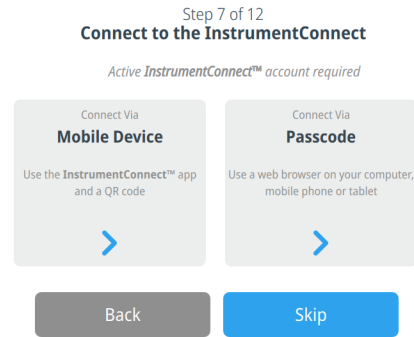 Step 7 of 12
Connect to the InstrumentConnect
Active InstrumentConnect™ account required
Connect Via
Mobile Device
Use the InstrumentConnect™ app
and a QR code
Connect Via
Passcode
Use a web browser on your computer,
mobile phone or tablet
Back
Skip